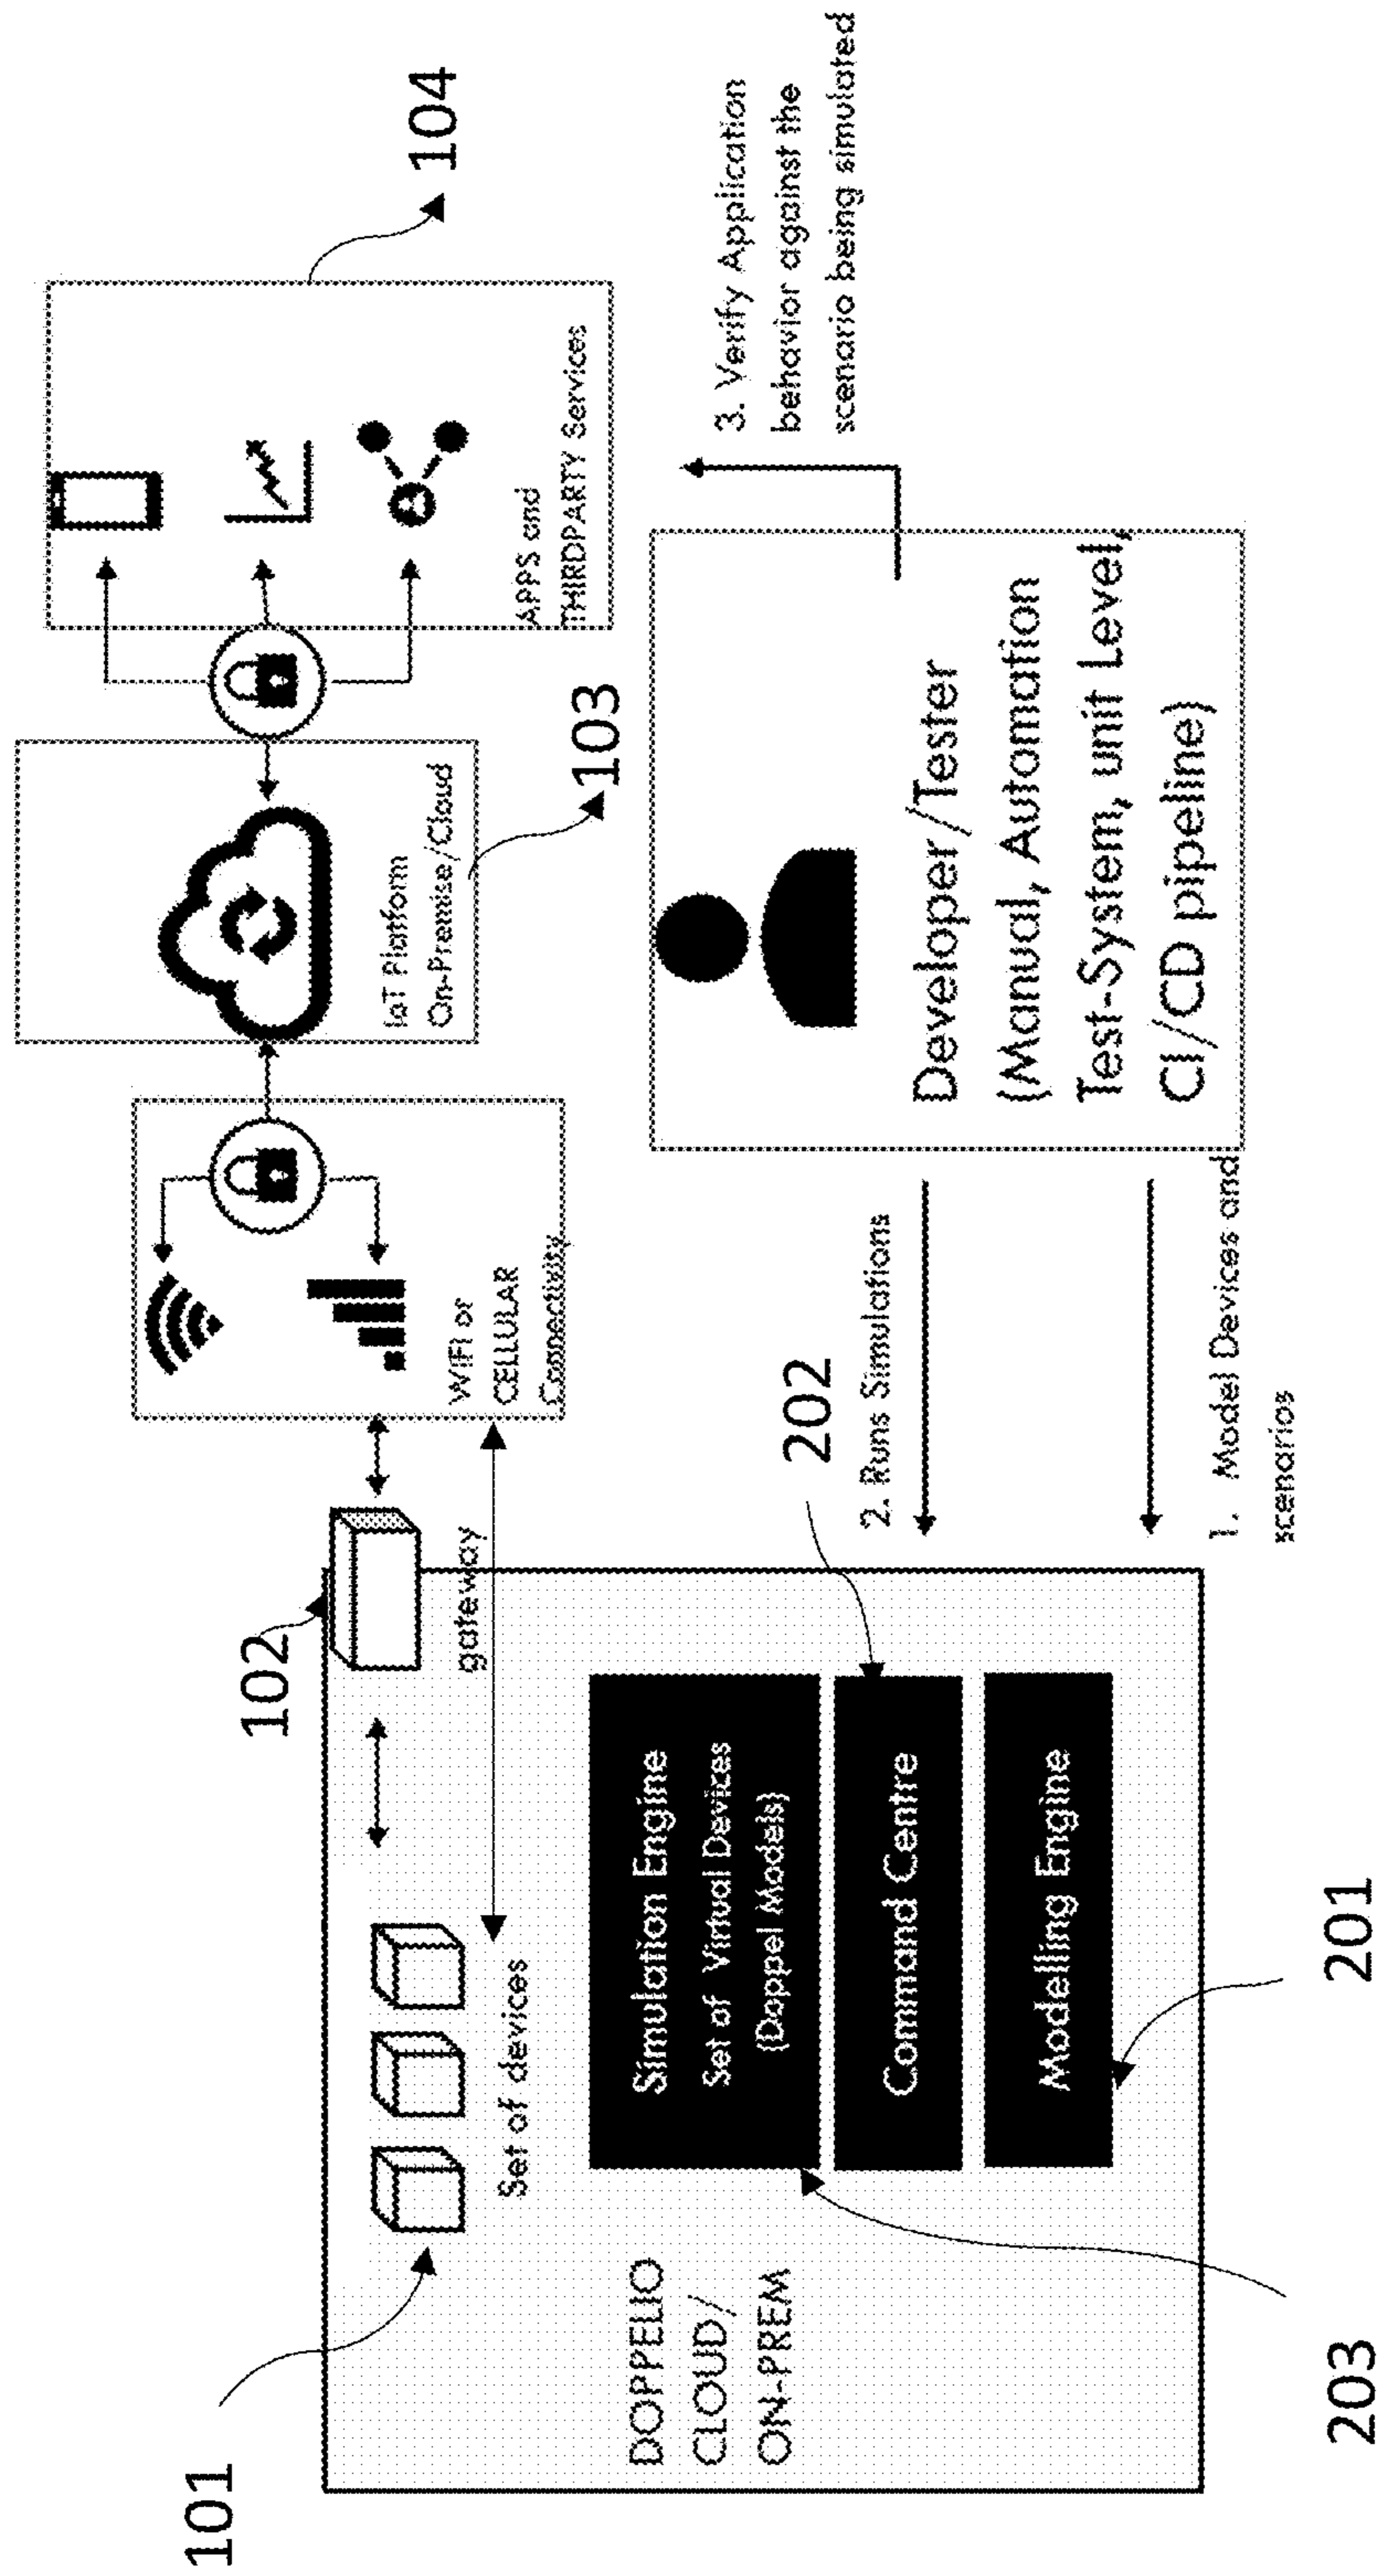 101
102
Set of devices
gateway
DOPPELIO
CLOUD/
ON-PREM
Simulation Engine
Set of Virtual Devices
(Doppel Models)
Command Centre
Modelling Engine
203
201
202
WIFI or
CELLULAR
Connectivity
IoT Platform
On-Premise/Cloud
103
APPS and
THIRDPARTY Services
104
2. Runs Simulations
1. Model Devices and
scenarios
Developer/Tester
(Manual, Automation
Test-System, unit Level,
CI/CD pipeline)
3. Verify Application
behavior against the
scenario being simulated